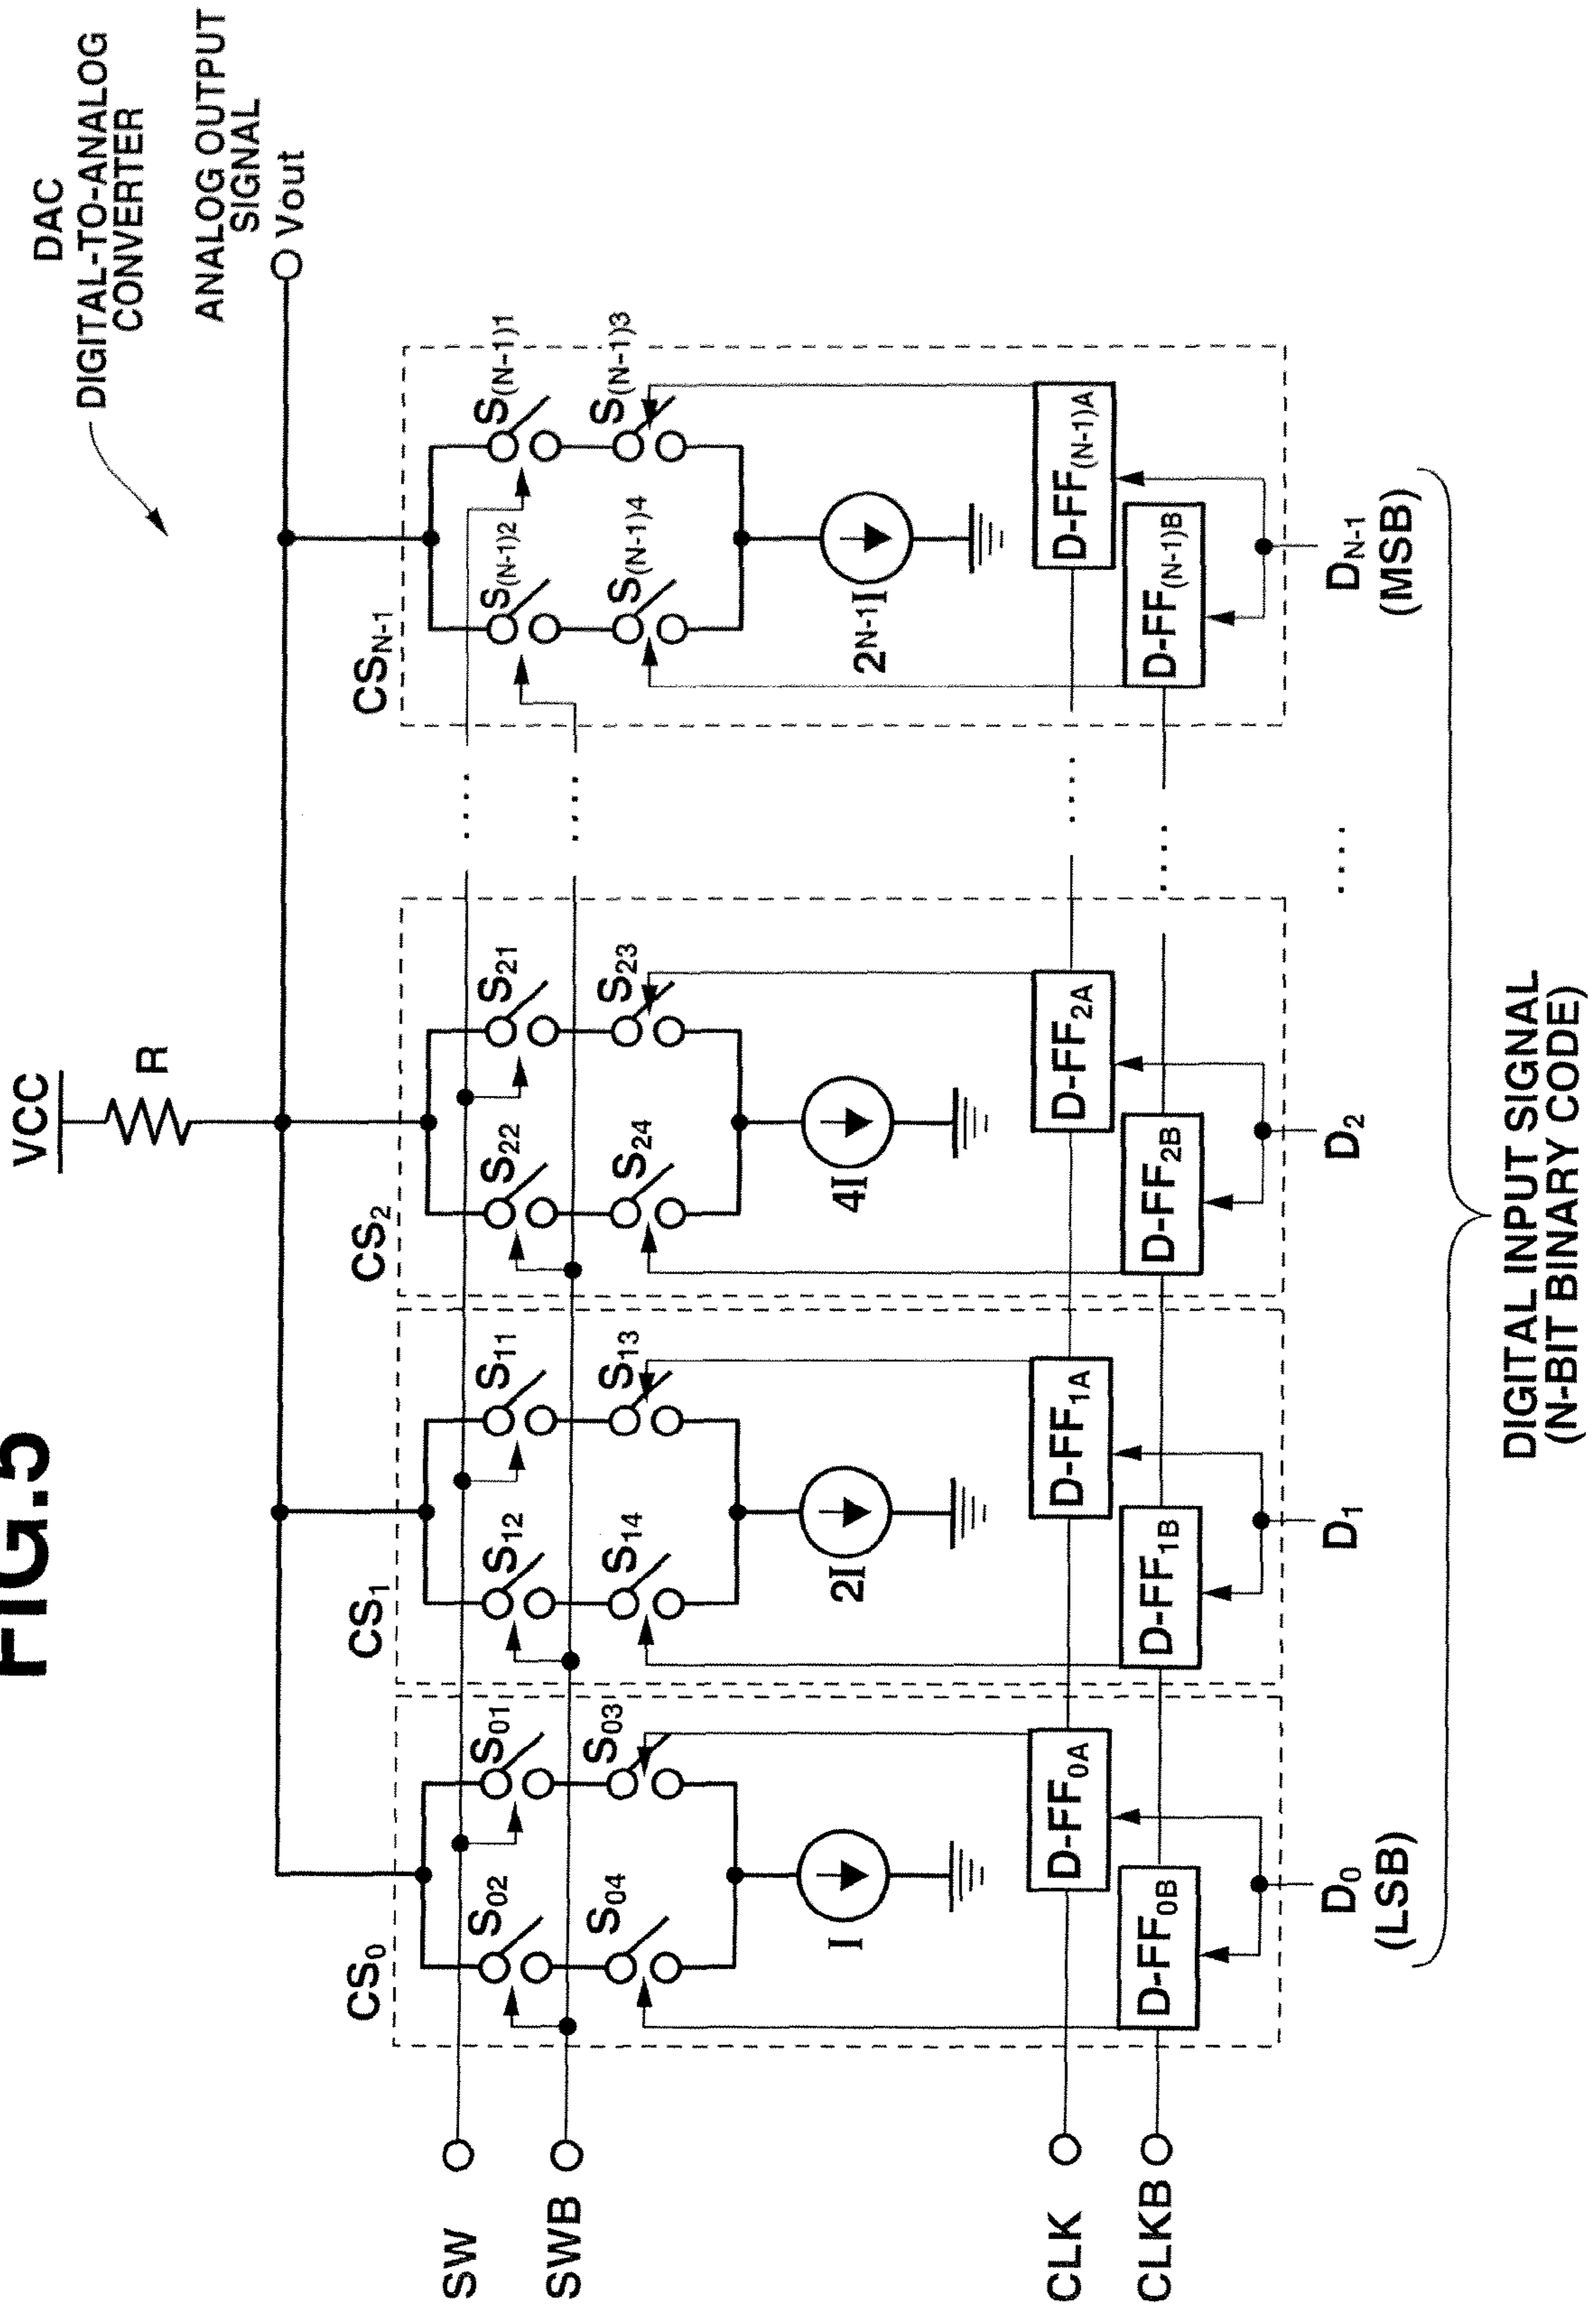 FIG.5
DAC
DIGITAL-TO-ANALOG
CONVERTER
VCC
R
ANALOG OUTPUT
SIGNAL
Vout
CS0
CS1
CS2
CSN-1
S02
S01
S12
S11
S22
S21
S(N-1)2
S(N-1)1
S04
S03
S14
S13
S24
S23
S(N-1)4
S(N-1)3
SW
SWB
....
....
I
2I
4I
2N-1I
CLK
D-FF0A
D-FF1A
D-FF2A
....
D-FF(N-1)A
CLKB
D-FF0B
D-FF1B
D-FF2B
....
D-FF(N-1)B
D0
(LSB)
D1
D2
....
DN-1
(MSB)
DIGITAL INPUT SIGNAL
(N-BIT BINARY CODE)